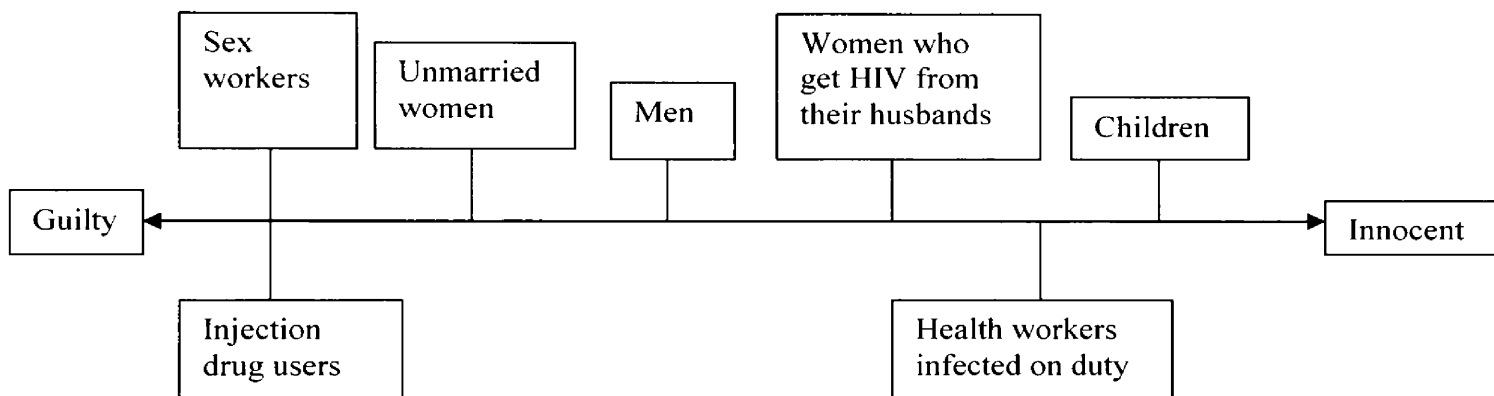 Sex
workers
Unmarried
women
Men
Women who
get HIV from
their husbands
Children
Guilty
Innocent
Injection
drug users
Health workers
infected on duty